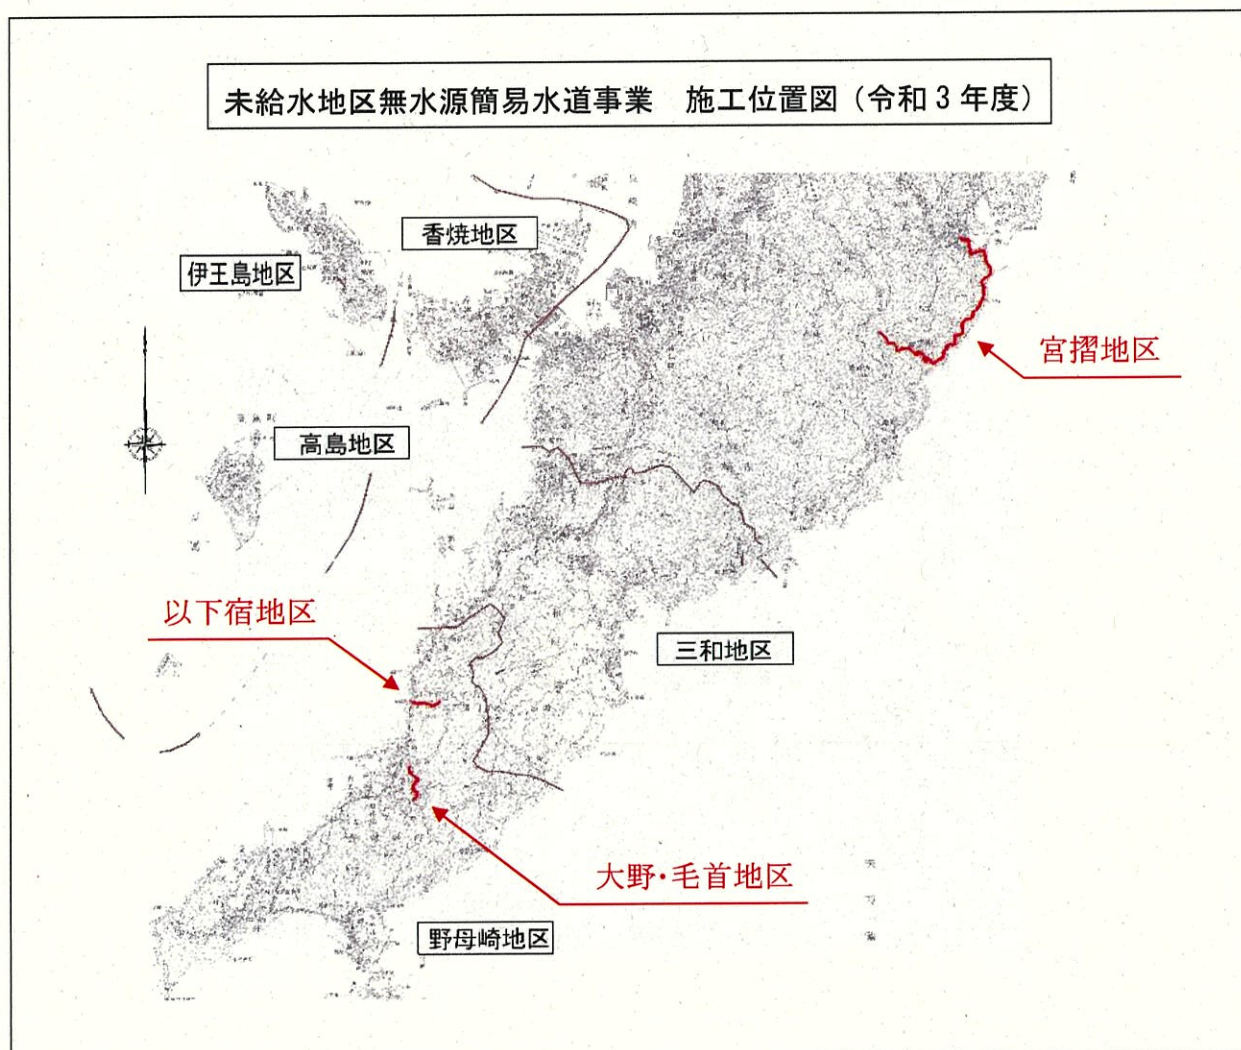 未給水地区無水源簡易水道事業　施工位置図（令和３年度）
香焼地区
伊王島地区
宮摺地区
高島地区
以下宿地区
三和地区
大野・毛首地区
野母崎地区